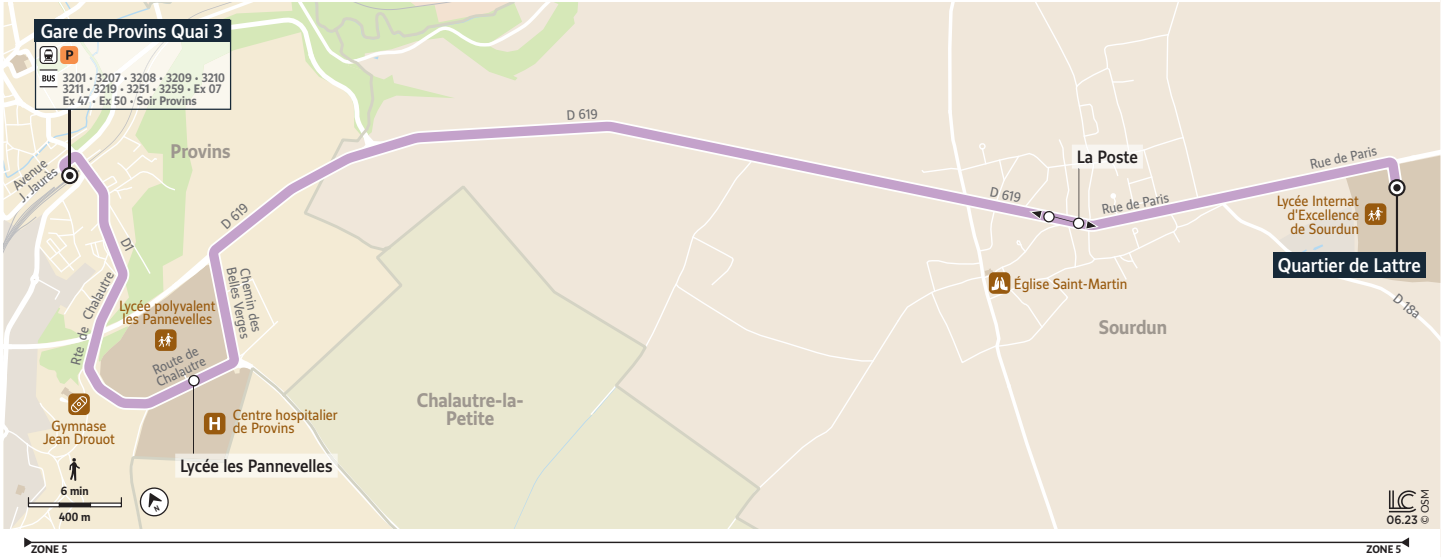 Gare de Provins Quai 3
P
BUS
3201 • 3207 • 3208 • 3209 • 3210
3211 • 3219 • 3251 • 3259 • Ex 07
Ex 47 • Ex 50 • Soir Provins
Provins
Avenue
J. Jaurès
D1
D 619
D 619
D 619
Rue de Paris
Rue de Paris
La Poste
Lycée Internat
d'Excellence
de Sourdun
Quartier de Lattre
D 18a
Église Saint-Martin
Sourdun
Chemin des
Belles Verges
Lycée polyvalent
les Pannevelles
Rte de Chalautre
Route de
Chalautre
Gymnase
Jean Drouot
H
Centre hospitalier
de Provins
Chalautre-la-
Petite
Lycée les Pannevelles
6 min
400 m
N
LC
06.23 © OSM
ZONE 5
ZONE 5